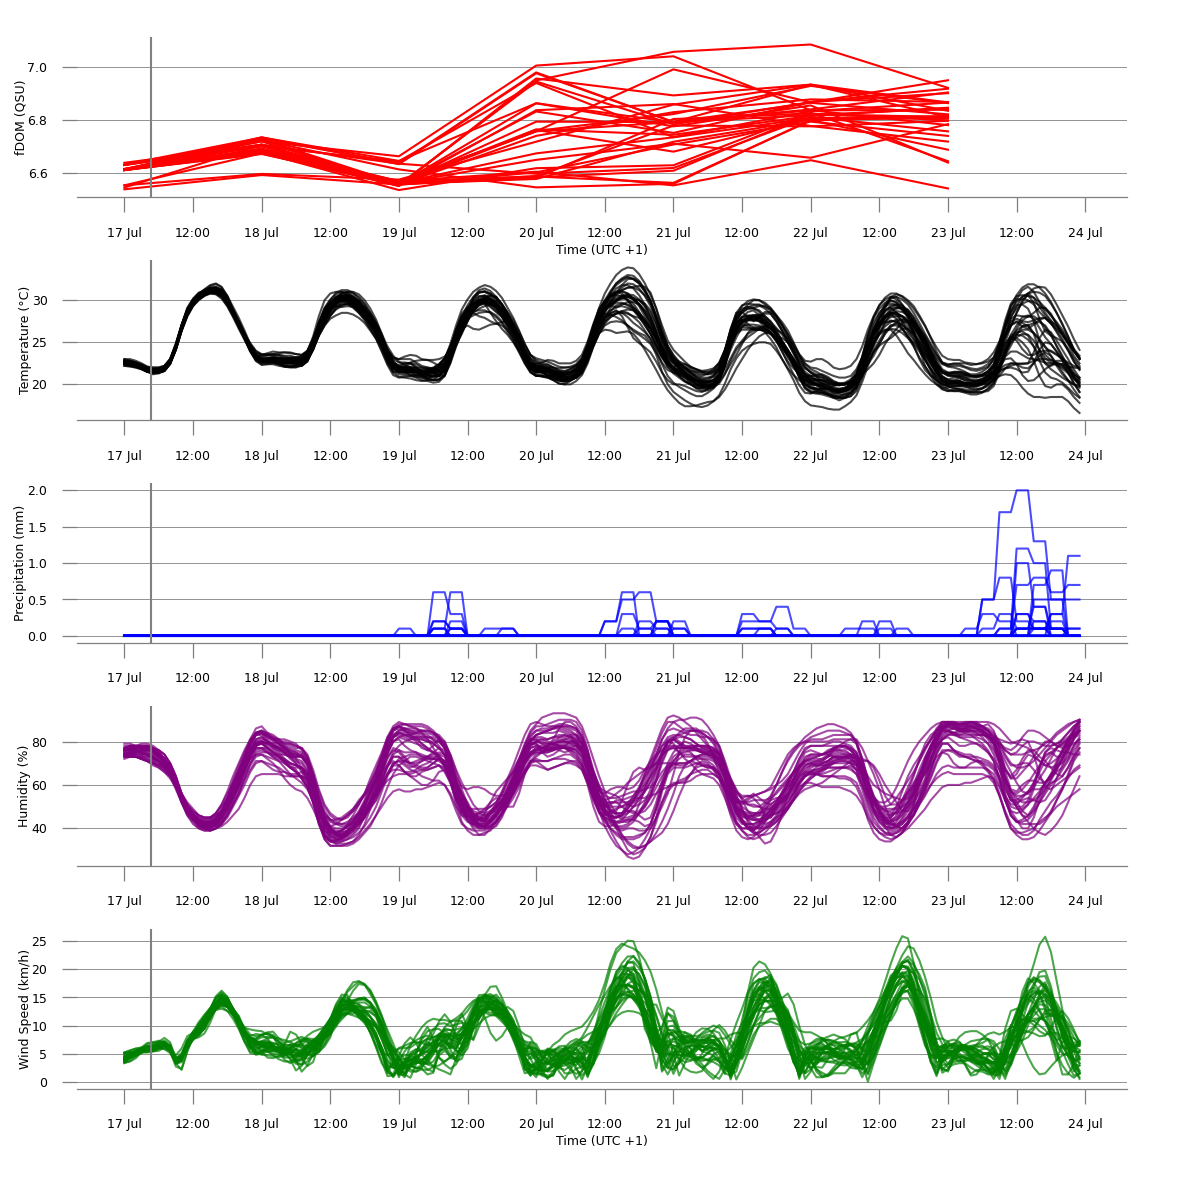 7.0
6.8
6.6
fDOM (QSU)
17 Jul 12:00 18 Jul 12:00 19 Jul 12:00 20 Jul 12:00 21 Jul 12:00 22 Jul 12:00 23 Jul 12:00 24 Jul
Time (UTC +1)
30
25
20
Temperature (°C)
17 Jul 12:00 18 Jul 12:00 19 Jul 12:00 20 Jul 12:00 21 Jul 12:00 22 Jul 12:00 23 Jul 12:00 24 Jul
2.0
1.5
1.0
0.5
0.0
Precipitation (mm)
17 Jul 12:00 18 Jul 12:00 19 Jul 12:00 20 Jul 12:00 21 Jul 12:00 22 Jul 12:00 23 Jul 12:00 24 Jul
80
60
40
Humidity (%)
17 Jul 12:00 18 Jul 12:00 19 Jul 12:00 20 Jul 12:00 21 Jul 12:00 22 Jul 12:00 23 Jul 12:00 24 Jul
25
20
15
10
5
0
Wind Speed (km/h)
17 Jul 12:00 18 Jul 12:00 19 Jul 12:00 20 Jul 12:00 21 Jul 12:00 22 Jul 12:00 23 Jul 12:00 24 Jul
Time (UTC +1)